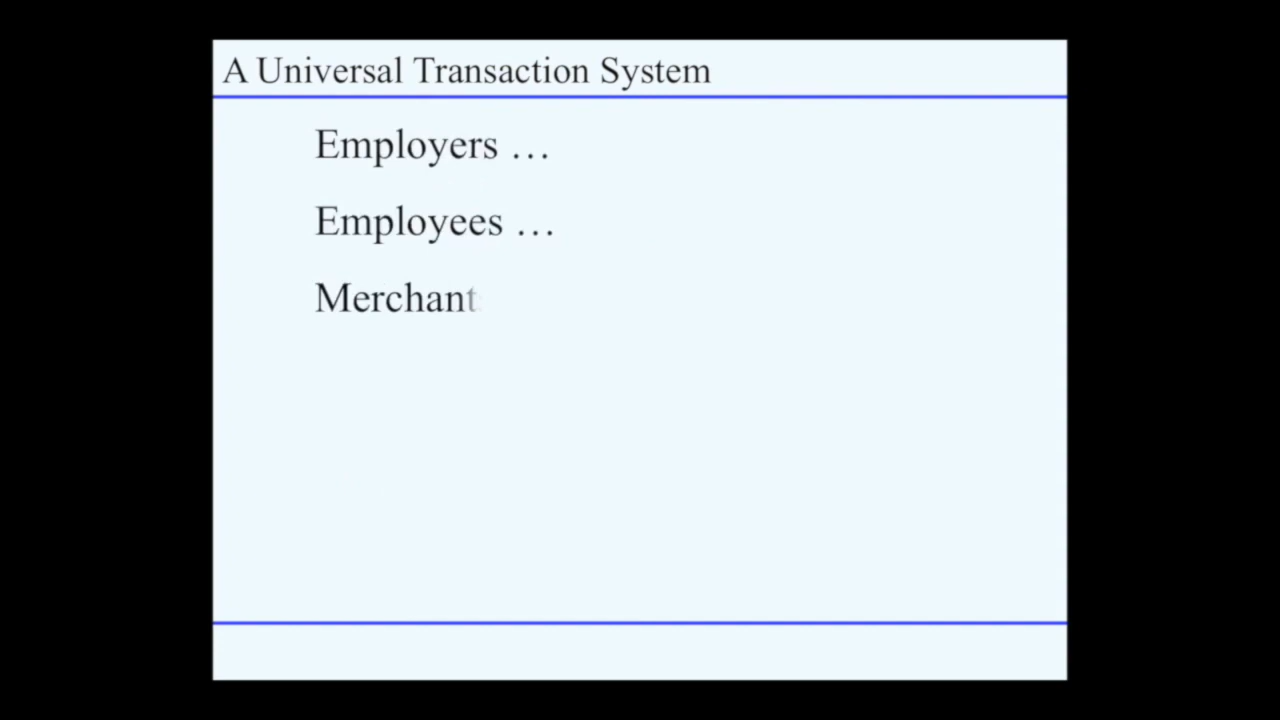 A Universal Transaction System
Employers …
Employees …
Merchant